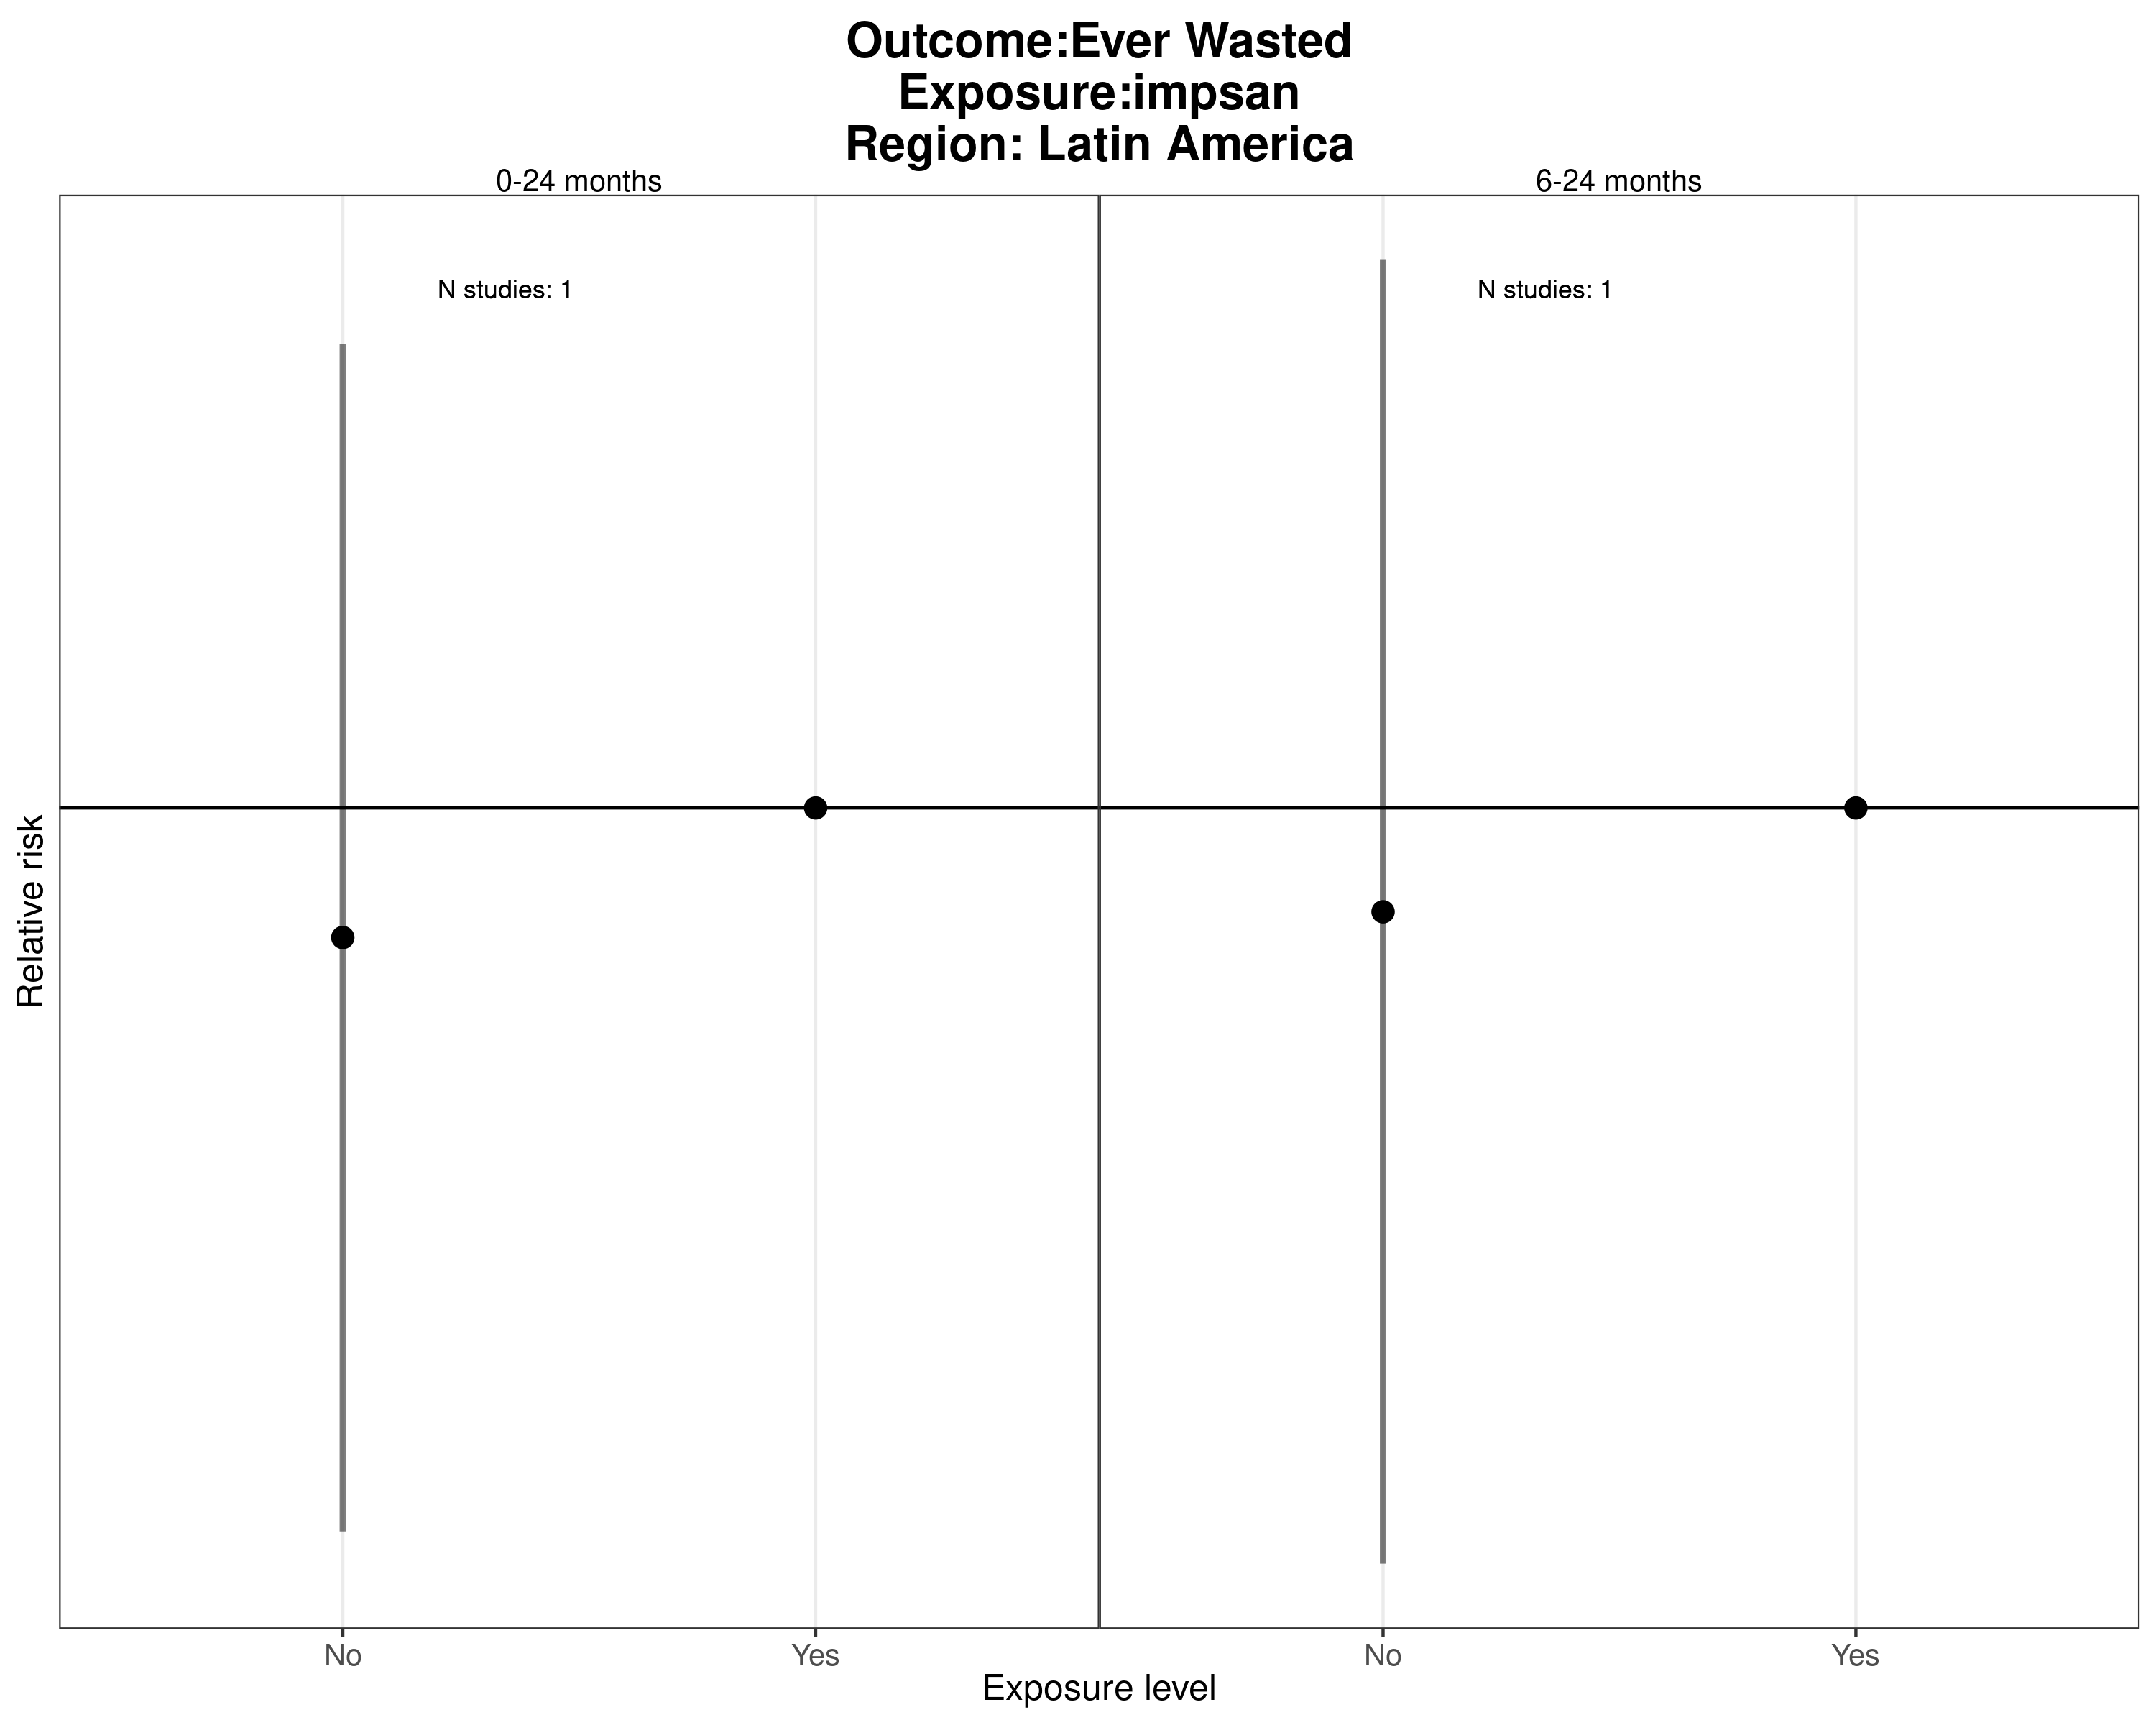 Outcome:Ever Wasted
Exposure:impsan
Region: Latin America
0-24 months
6-24 months
N studies: 1
N studies: 1
Relative risk
No
Yes
No
Yes
Exposure level